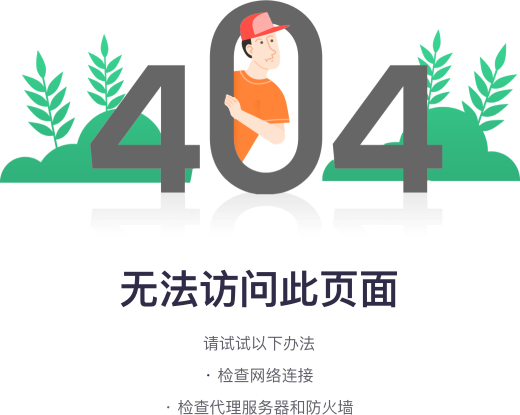 404
无法访问此页面
请试试以下办法
· 检查网络连接
· 检查代理服务器和防火墙